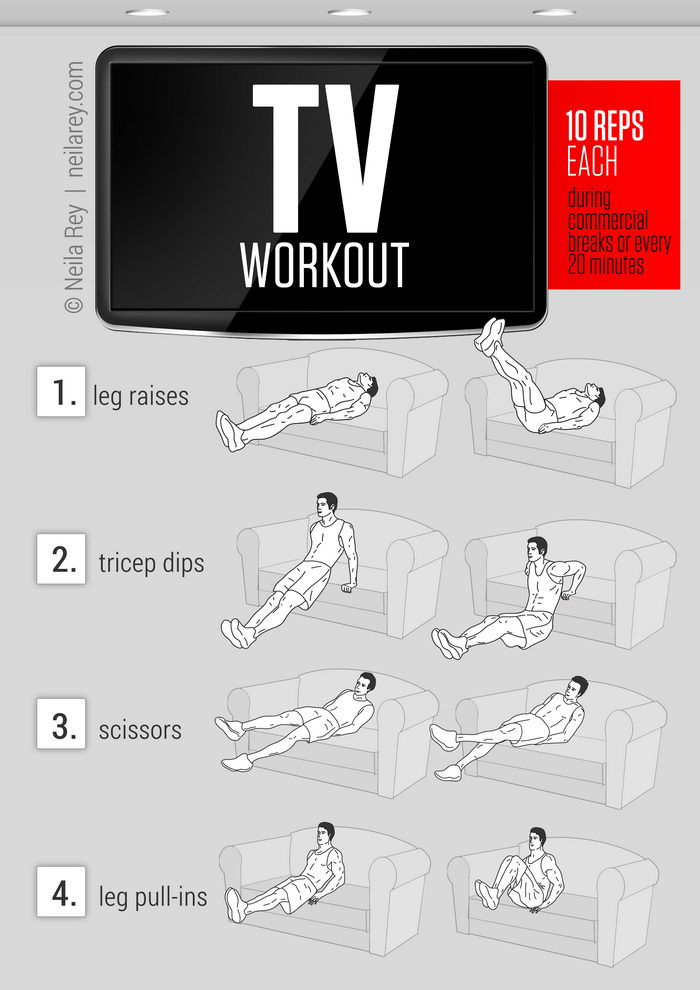 © Neila Rey | neilarey.com
TV
WORKOUT
10 REPS
EACH
during
commercial
breaks or every
20 minutes
1. leg raises
2. tricep dips
3. scissors
4. leg pull-ins